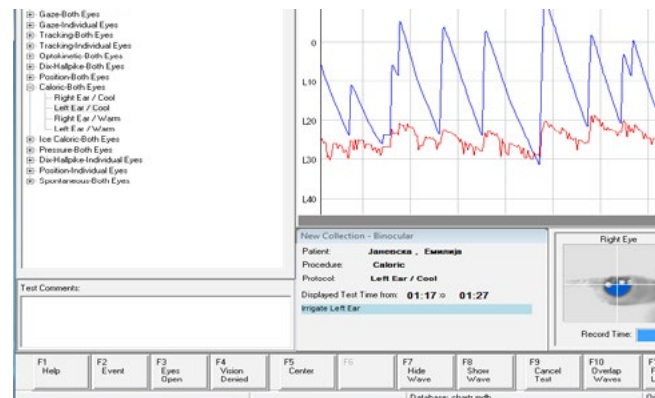 Gaze-Both Eyes
Gaze-Individual Eyes
Tracking-Both Eyes
Tracking-Individual Eyes
Optokinetic-Both Eyes
Dix-Hallpike-Both Eyes
Position-Both Eyes
Caloric-Both Eyes
Right Ear / Cool
Left Ear / Cool
Right Ear / Warm
Left Ear / Warm
Ice Caloric-Both Eyes
Pressure-Both Eyes
Dix-Hallpike-Individual Eyes
Position-Individual Eyes
Spontaneous-Both Eyes
0
L10
L20
L30
L40
New Collection - Binocular
Patient: Јаневска , Емилија
Procedure: Caloric
Protocol: Left Ear / Cool
Displayed Test Time from: 01:17 to 01:27
Irrigate Left Ear
Right Eye
Record Time:
Test Comments:
F1 Help
F2 Event
F3 Eyes Open
F4 Vision Denied
F5 Center
F6
F7 Hide Wave
F8 Show Wave
F9 Cancel Test
F10 Overlap Waves
Database: chartr.mdb